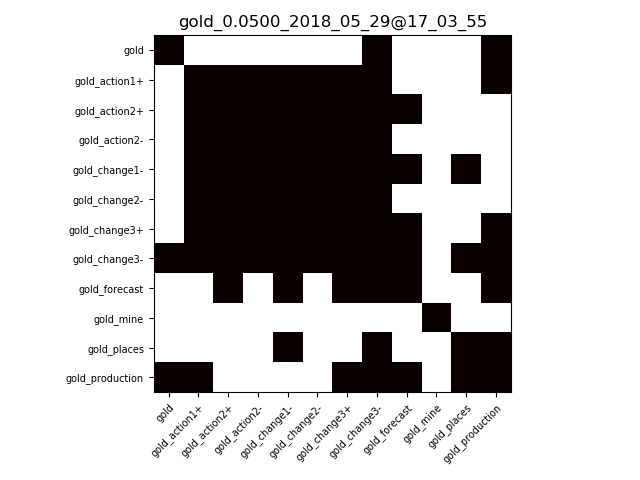 gold_0.0500_2018_05_29@17_03_55
gold
gold_action1+
gold_action2+
gold_action2-
gold_change1-
gold_change2-
gold_change3+
gold_change3-
gold_forecast
gold_mine
gold_places
gold_production
gold
gold_action1+
gold_action2+
gold_action2-
gold_change1-
gold_change2-
gold_change3+
gold_change3-
gold_forecast
gold_mine
gold_places
gold_production